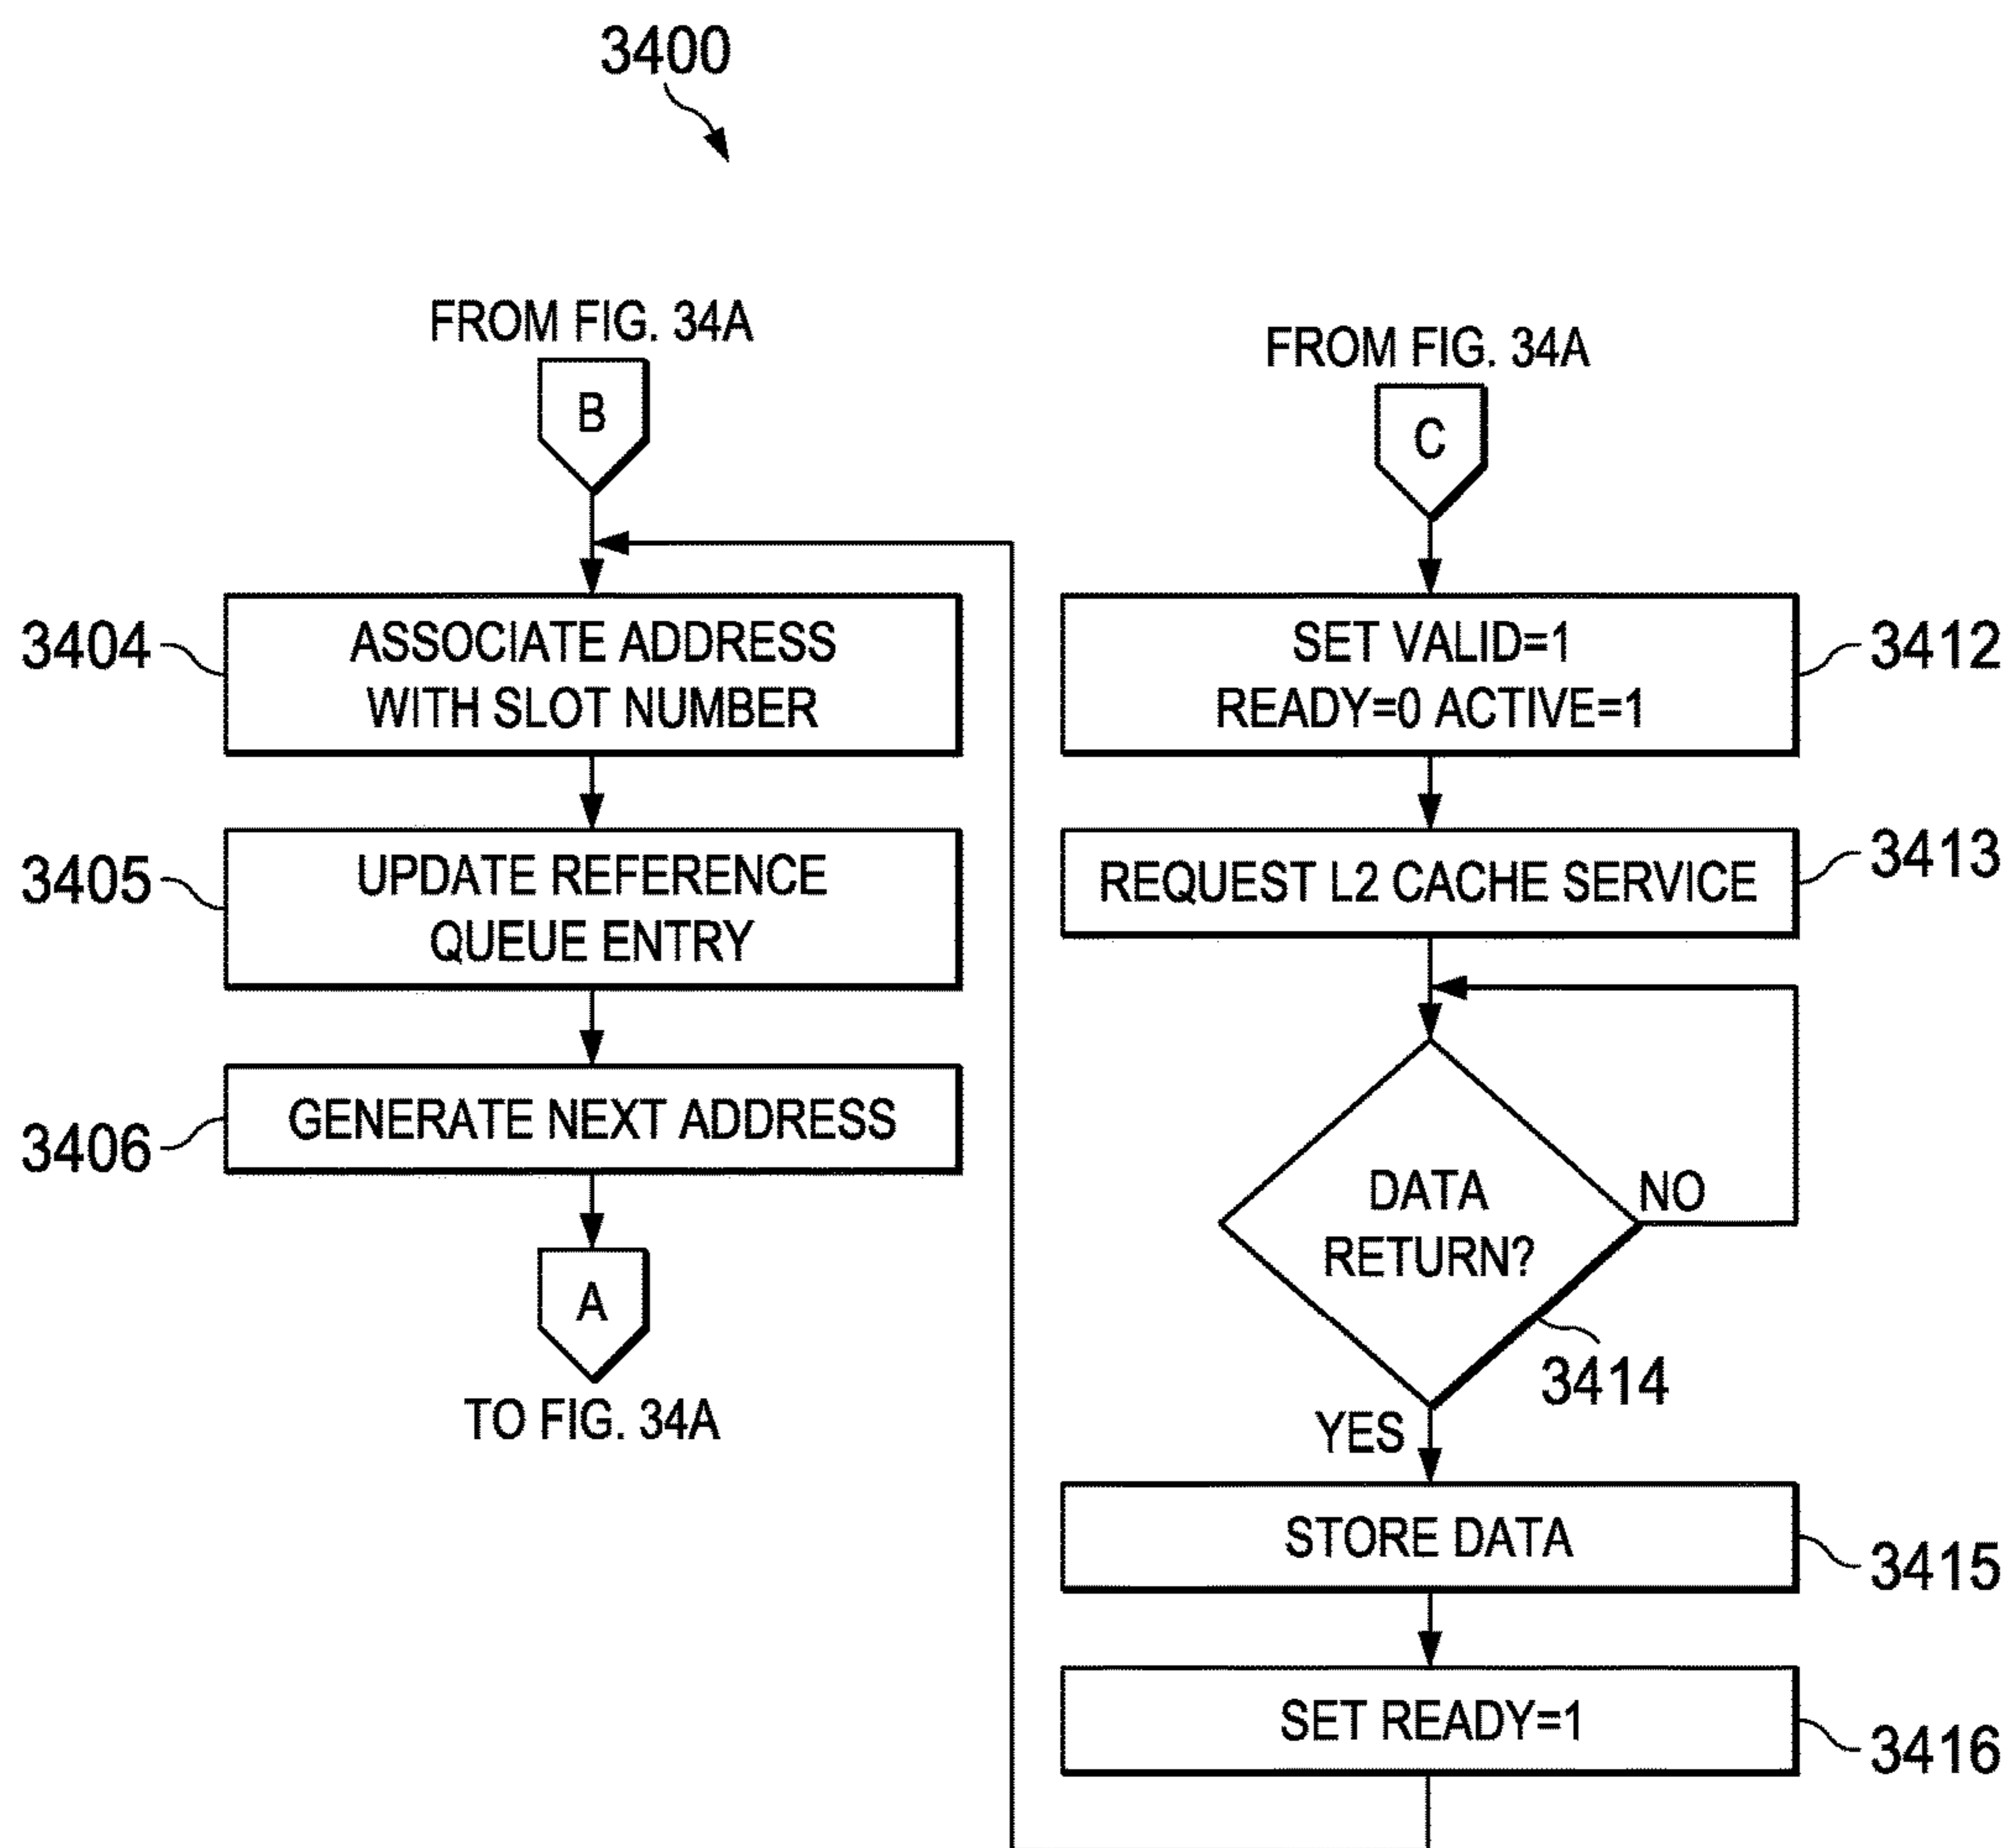 3400
FROM FIG. 34A
B
3404
ASSOCIATE ADDRESS
WITH SLOT NUMBER
3405
UPDATE REFERENCE
QUEUE ENTRY
3406
GENERATE NEXT ADDRESS
A
TO FIG. 34A
FROM FIG. 34A
C
SET VALID=1
READY=0 ACTIVE=1
3412
REQUEST L2 CACHE SERVICE
3413
DATA
RETURN?
NO
3414
YES
STORE DATA
3415
SET READY=1
3416